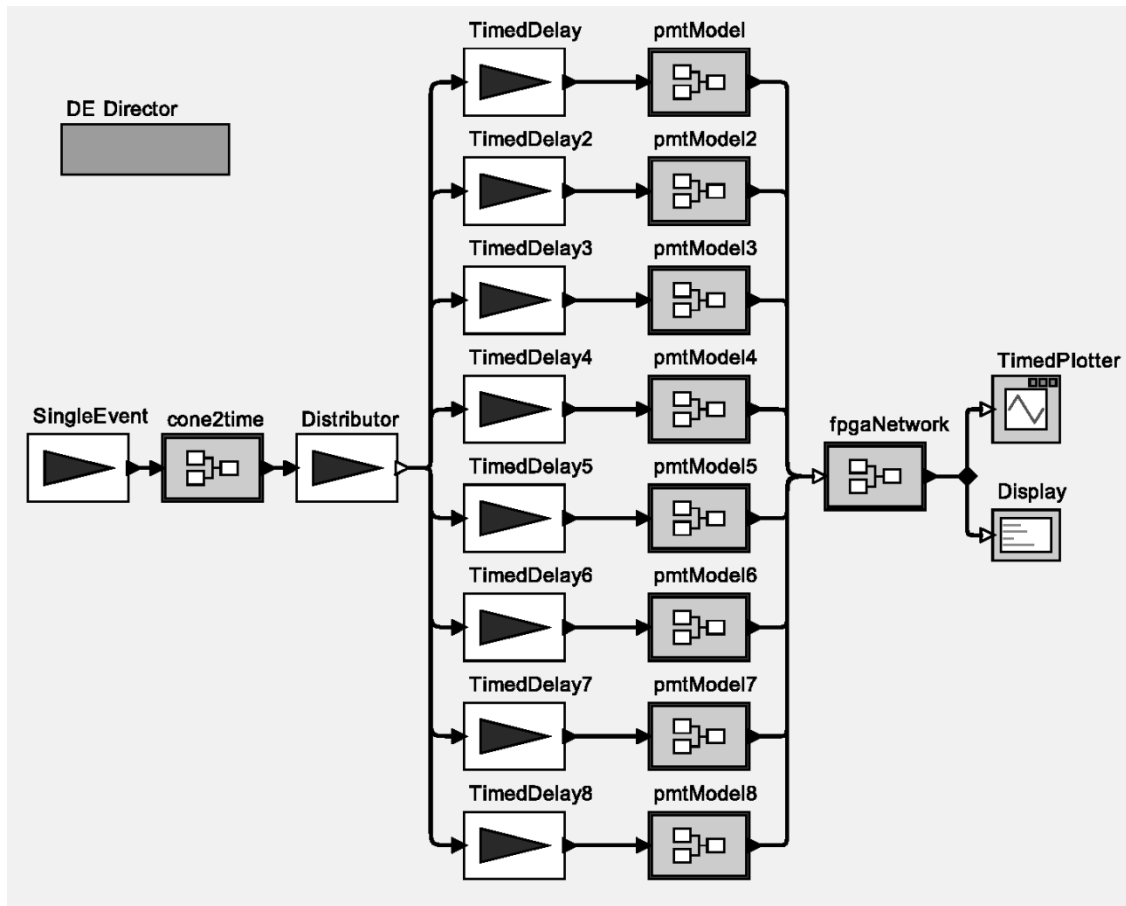 TimedDelay pmtModel
DE Director
TimedDelay2 pmtModel2
TimedDelay3 pmtModel3
TimedDelay4 pmtModel4
TimedPlotter
SingleEvent cone2time Distributor
fpgaNetwork
TimedDelay5 pmtModel5
Display
TimedDelay6 pmtModel6
TimedDelay7 pmtModel7
TimedDelay8 pmtModel8